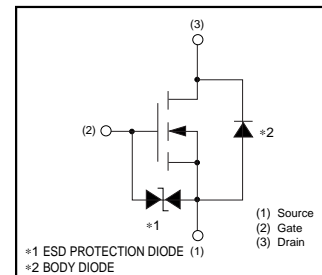 (3)
(2)
∗2
∗1
(1) Source
(2) Gate
(3) Drain
∗1 ESD PROTECTION DIODE (1)
∗2 BODY DIODE